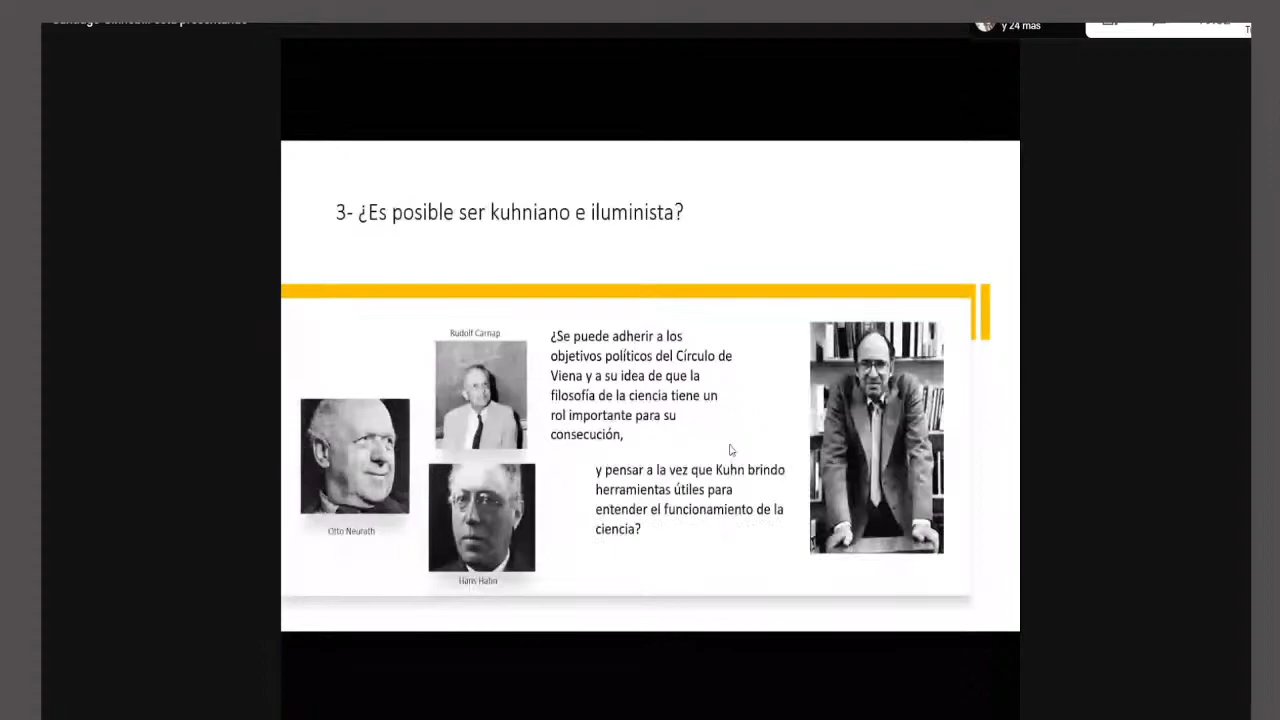 y 24 más
3- ¿Es posible ser kuhniano e iluminista?
Rudolf Carnap
¿Se puede adherir a los
objetivos políticos del Círculo de
Viena y a su idea de que la
filosofía de la ciencia tiene un
rol importante para su
consecución,
y pensar a la vez que Kuhn brindo
herramientas útiles para
entender el funcionamiento de la
ciencia?
Otto Neurath
Hans Hahn